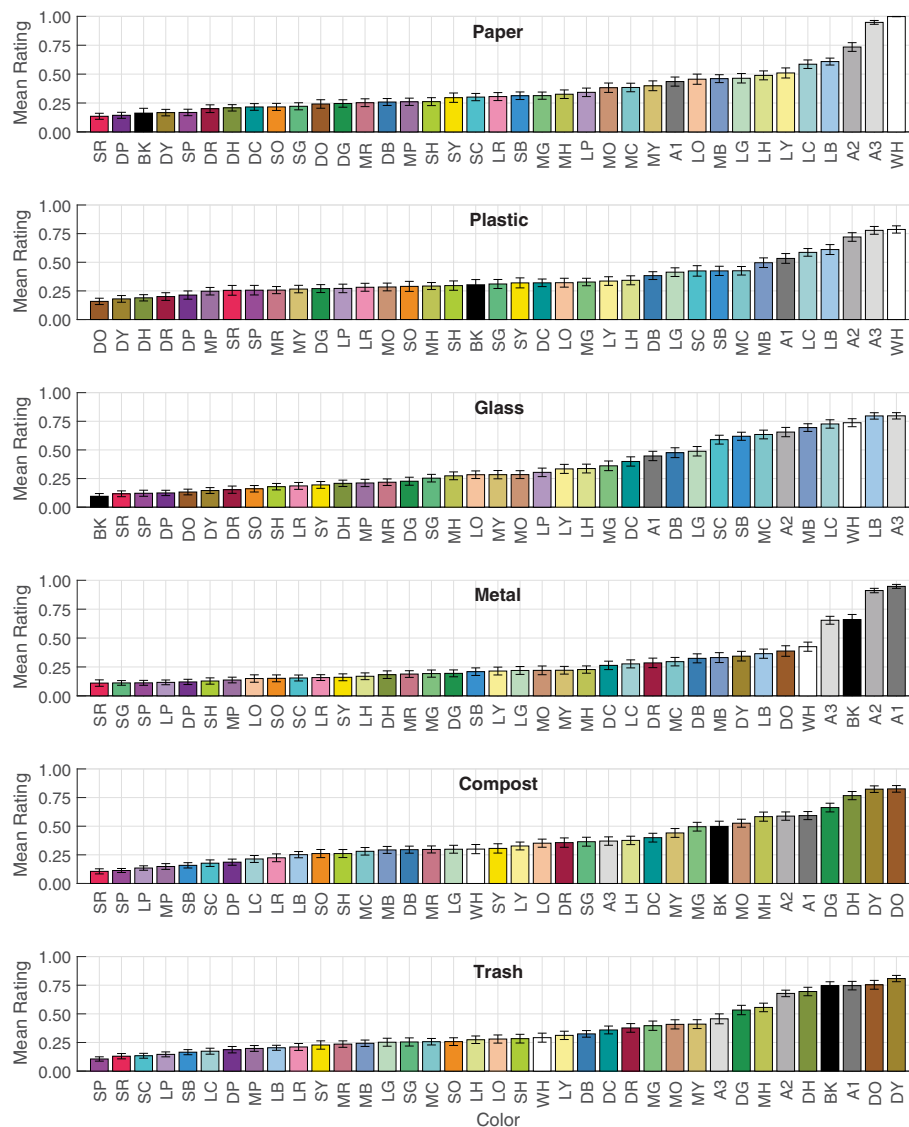 Paper
Mean Rating
1.00
0.75
0.50
0.25
0.00
SR DP BK DY SP DR DH DC SO SG DO DG MR DB MP SH SY SC LR SB MG MH LP MO MC MY A1 LO MB LG LH LY LC LB A2 A3 WH
Plastic
Mean Rating
1.00
0.75
0.50
0.25
0.00
DO DY DH DR DP MP SR SP MR MY DG LP LR MO SO MH SH BK SG SY DC LO MG LY LH DB LG SC SB MC MB A1 LC LB A2 A3 WH
Glass
Mean Rating
1.00
0.75
0.50
0.25
0.00
BK SR SP DP DO DY DR SO SH LR SY DH MP MR DG SG MH LO MY MO LP LY LH MG DC A1 DB LG SC SB MC A2 MB LC WH LB A3
Metal
Mean Rating
1.00
0.75
0.50
0.25
0.00
SR SG SP LP DP SH MP LO SO SC LR SY LH DH MR MG DG SB LY LG MO MY MH DC LC DR MC DB MB DY LB DO WH A3 BK A2 A1
Compost
Mean Rating
1.00
0.75
0.50
0.25
0.00
SR SP LP MP SB SC DP LC LR LB SO SH MC MB DB MR LG WH SY LY LO DR SG A3 LH DC MY MG BK MO MH A2 A1 DG DH DY DO
Trash
Mean Rating
1.00
0.75
0.50
0.25
0.00
SP SR SC LP SB LC DP MP LB LR SY MR MB LG SG MC SO LH LO SH WH LY DB DC DR MG MO MY A3 DG MH A2 DH BK A1 DO DY
Color